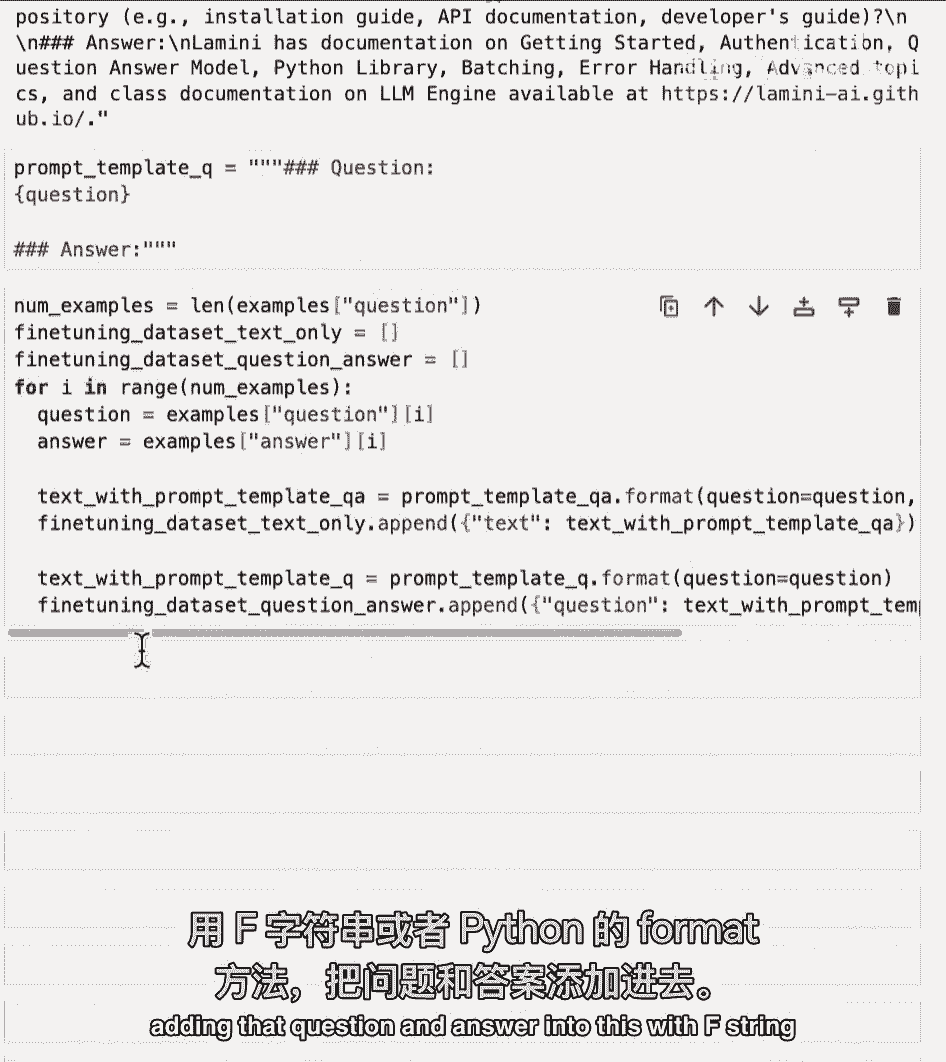 pository (e.g., installation guide, API documentation, developer's guide)?\n
\n### Answer:\nLamini has documentation on Getting Started, Authentication, Q
uestion Answer Model, Python Library, Batching, Error Handling, Advanced topi
cs, and class documentation on LLM Engine available at https://lamini-ai.gith
ub.io/."
prompt_template_q = """### Question:
{question}
### Answer:"""
num_examples = len(examples["question"])
finetuning_dataset_text_only = []
finetuning_dataset_question_answer = []
for i in range(num_examples):
  question = examples["question"][i]
  answer = examples["answer"][i]
  text_with_prompt_template_qa = prompt_template_qa.format(question=question,
  finetuning_dataset_text_only.append({"text": text_with_prompt_template_qa})
  text_with_prompt_template_q = prompt_template_q.format(question=question)
  finetuning_dataset_question_answer.append({"question": text_with_prompt_tem
用 F 字符串或者 Python 的 format
方法，把问题和答案添加进去。
adding that question and answer into this with F string